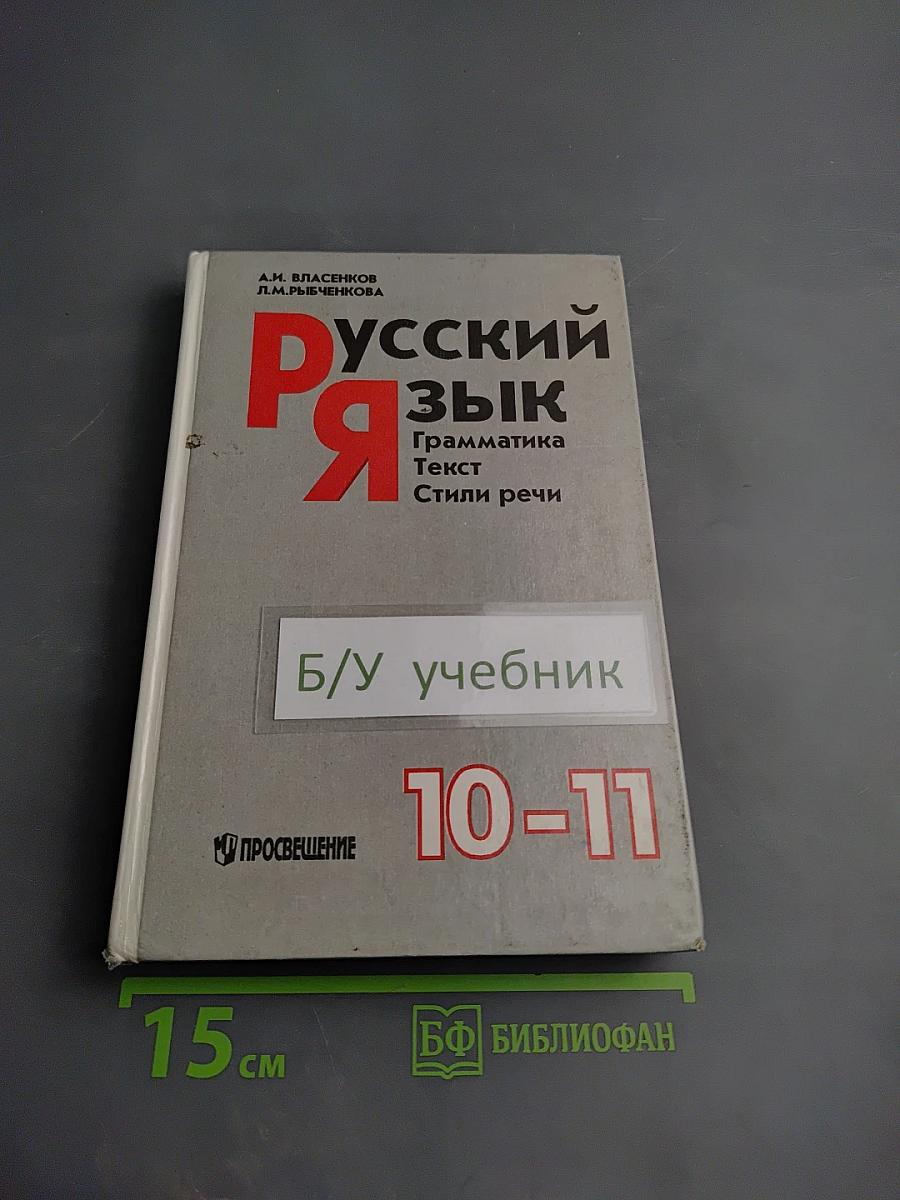 А.И. ВЛАСЕНКОВ
Л.М.РЫБЧЕНКОВА
Русский
Язык
Грамматика
Текст
Стили речи
Б/У учебник
10-11
ПРОСВЕЩЕНИЕ
15 см
БФ БИБЛИОФАН